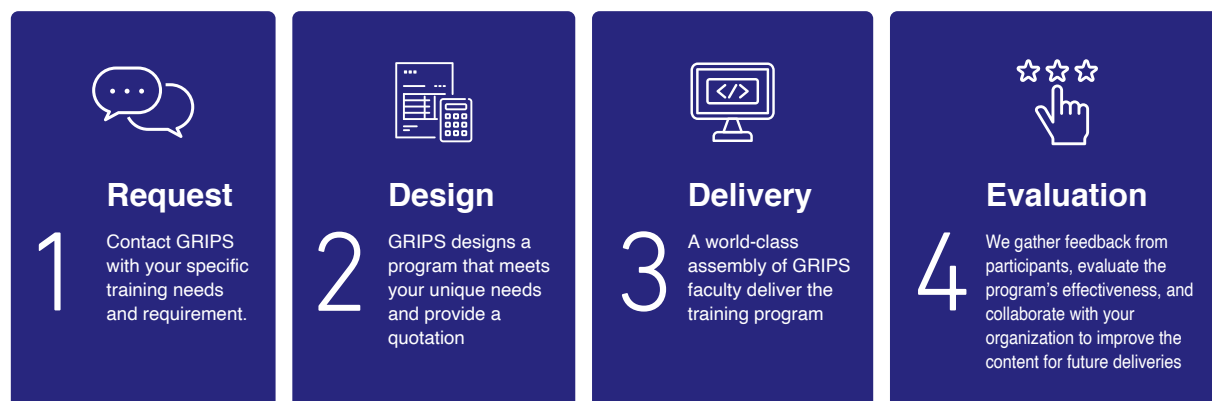 Request
1
Contact GRIPS
with your specific
training needs
and requirement.
Design
2
GRIPS designs a
program that meets
your unique needs
and provide a
quotation
</>
Delivery
3
A world-class
assembly of GRIPS
faculty deliver the
training program
Evaluation
4
We gather feedback from
participants, evaluate the
program's effectiveness, and
collaborate with your
organization to improve the
content for future deliveries